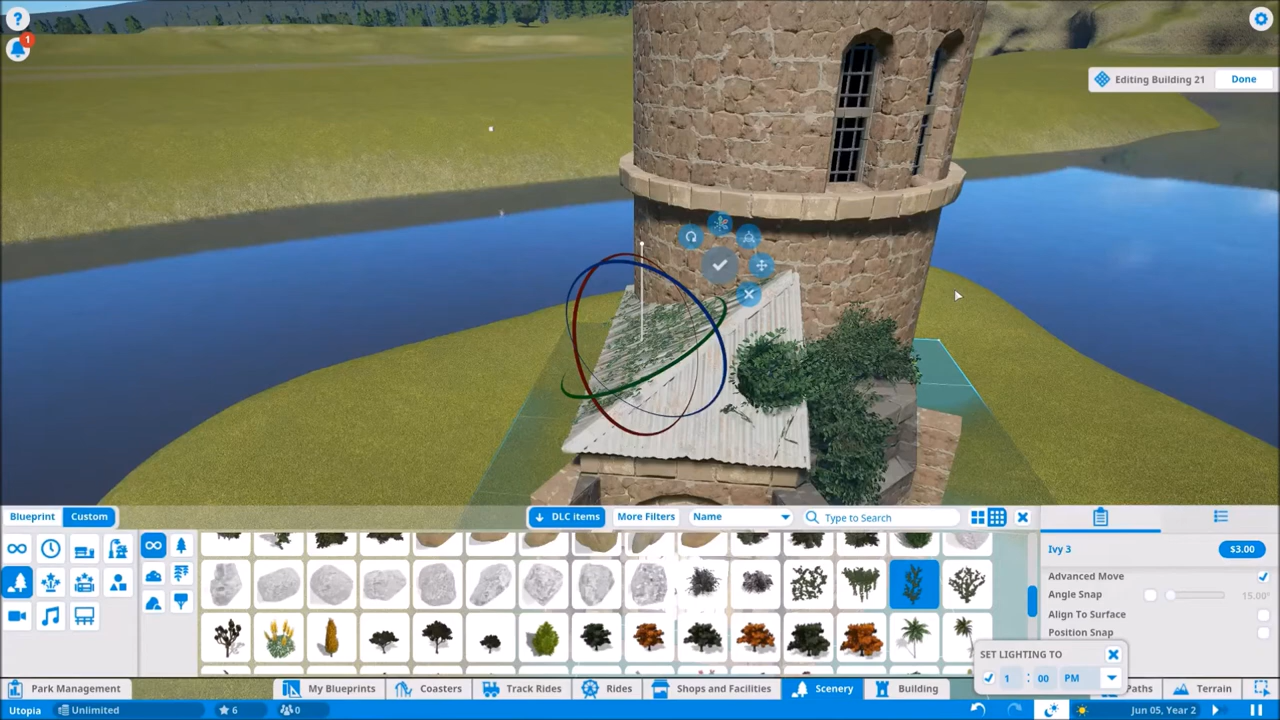 ?
1
Editing Building 21 Done
Blueprint Custom
DLC items More Filters Name Type to Search
Ivy 3 $3.00
Advanced Move
Angle Snap 15.00°
Align To Surface
Position Snap
SET LIGHTING TO
1 : 00 PM
Park Management My Blueprints Coasters Track Rides Rides Shops and Facilities Scenery Building Paths Terrain
Utopia Unlimited 6 0 Jun 05, Year 2